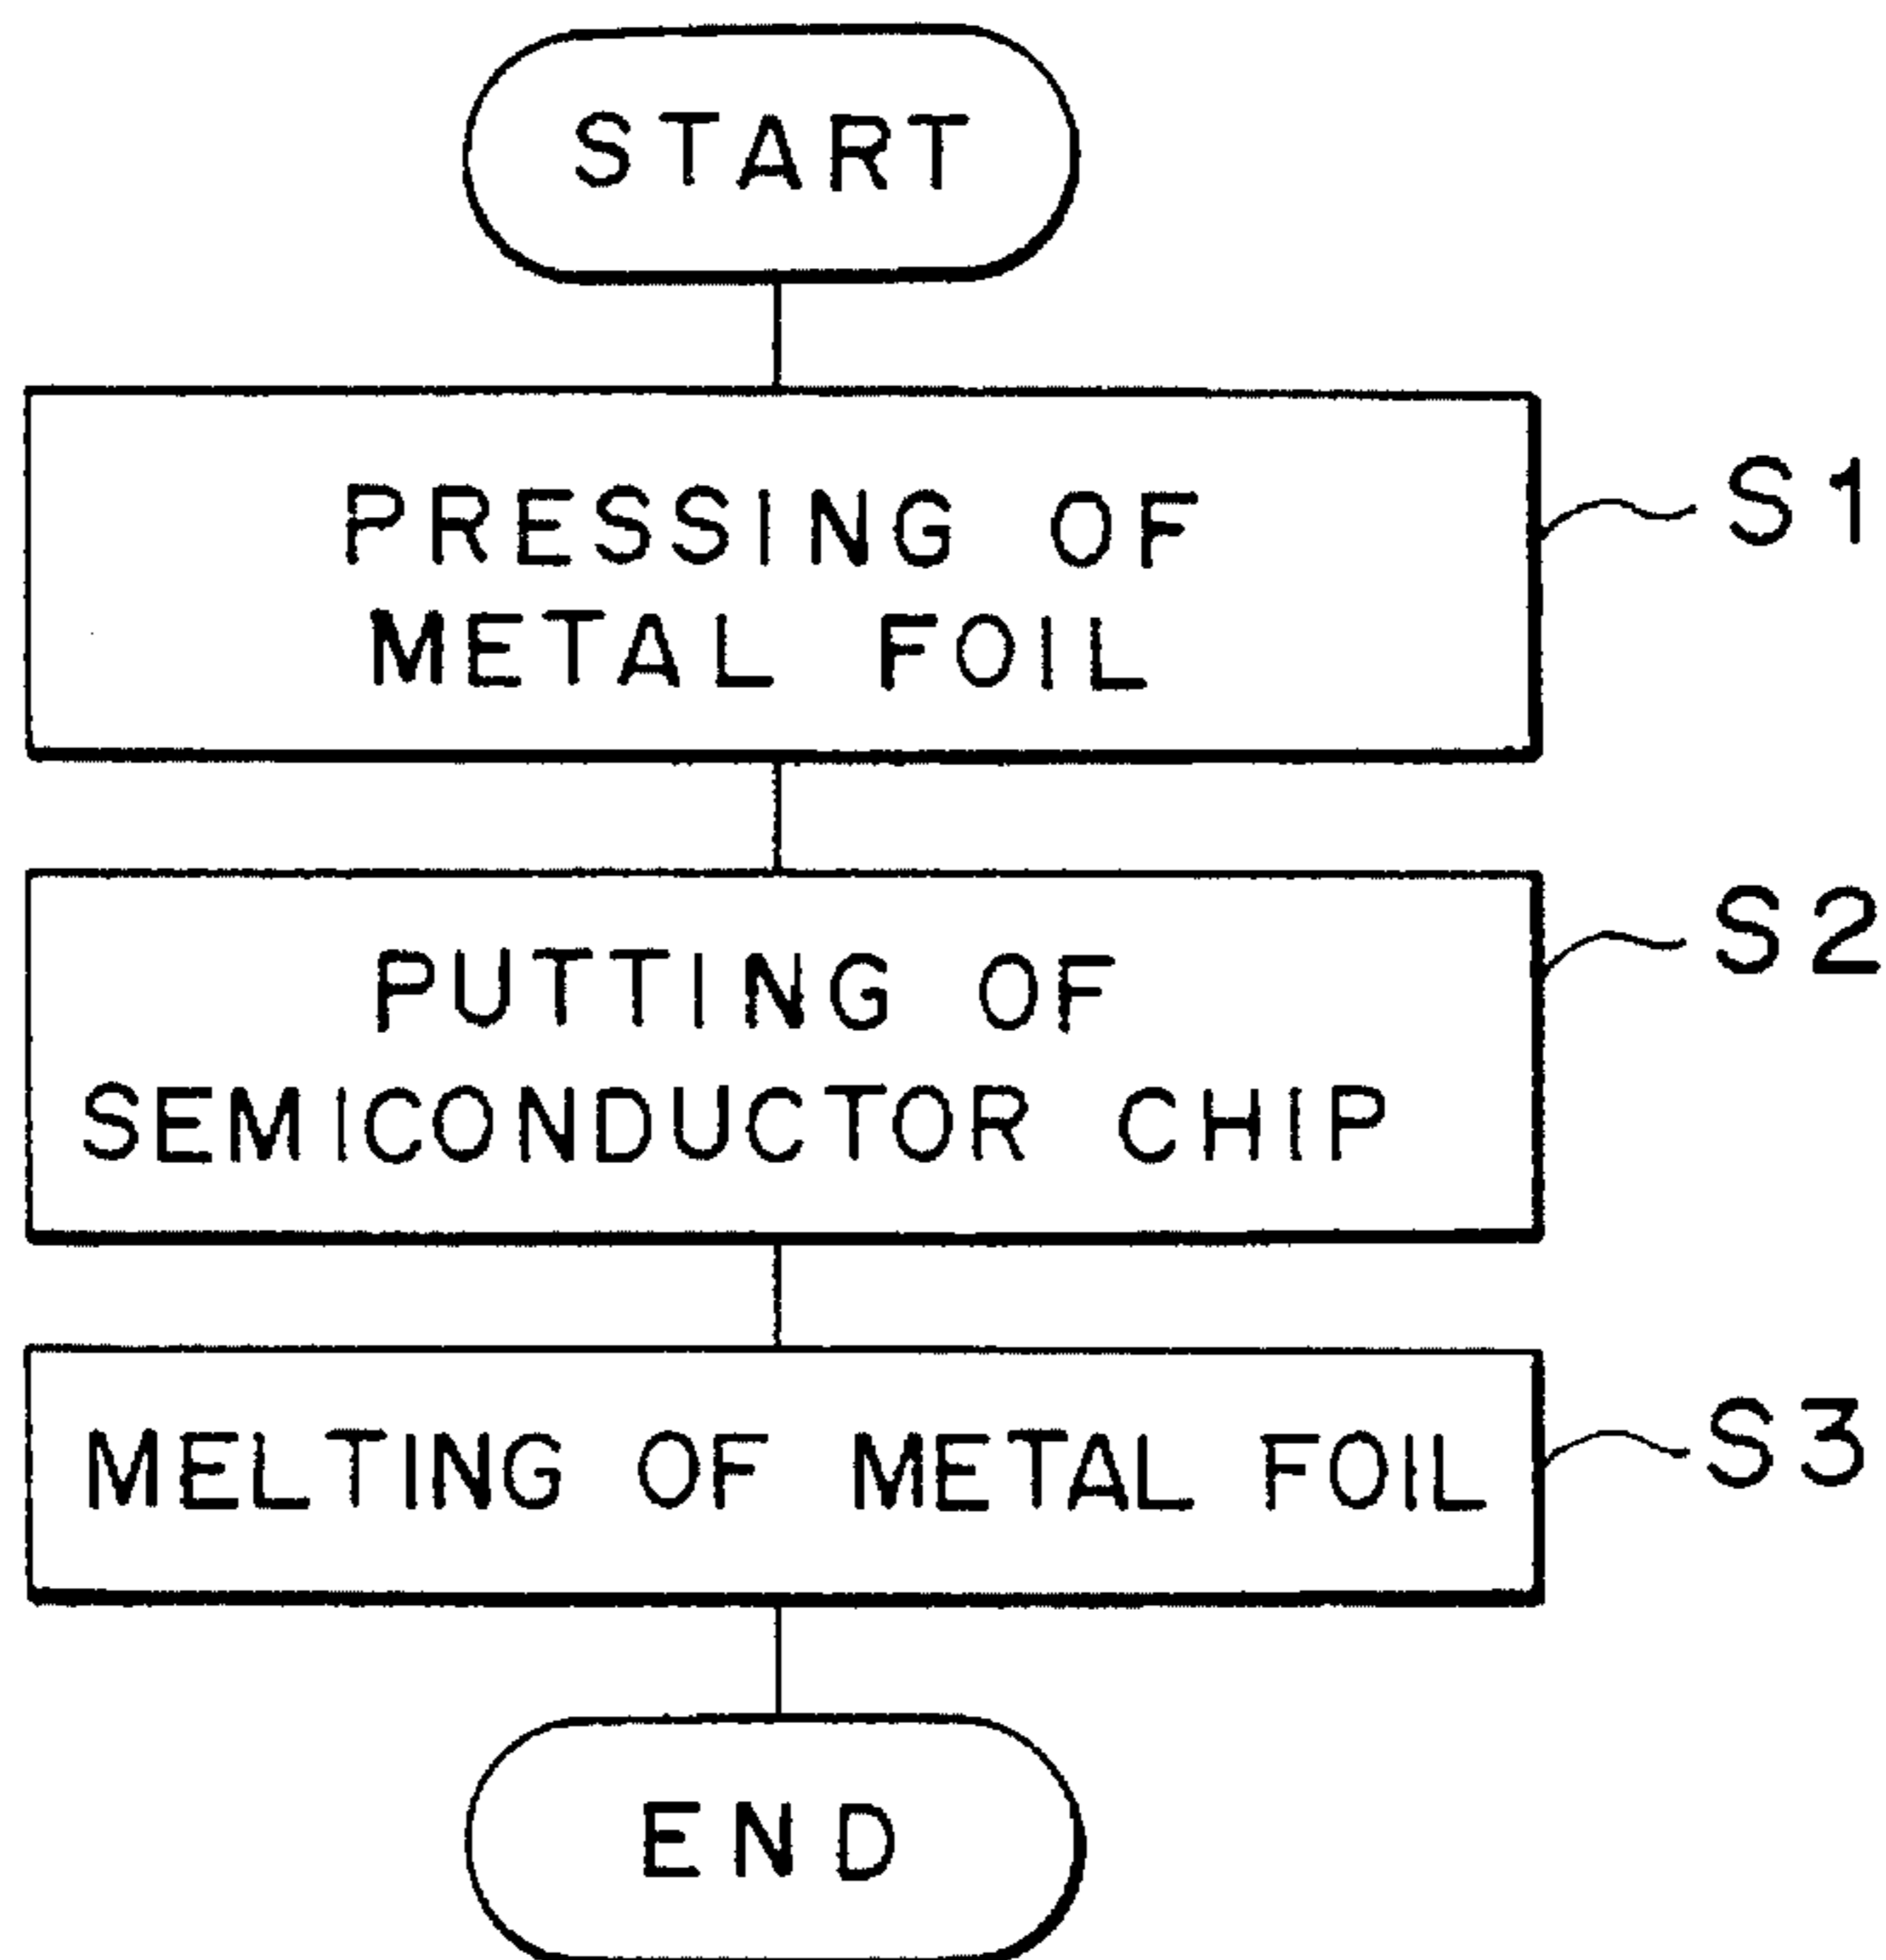 START
PRESSING OF
METAL FOIL
S1
PUTTING OF
SEMICONDUCTOR CHIP
S2
MELTING OF METAL FOIL
S3
END